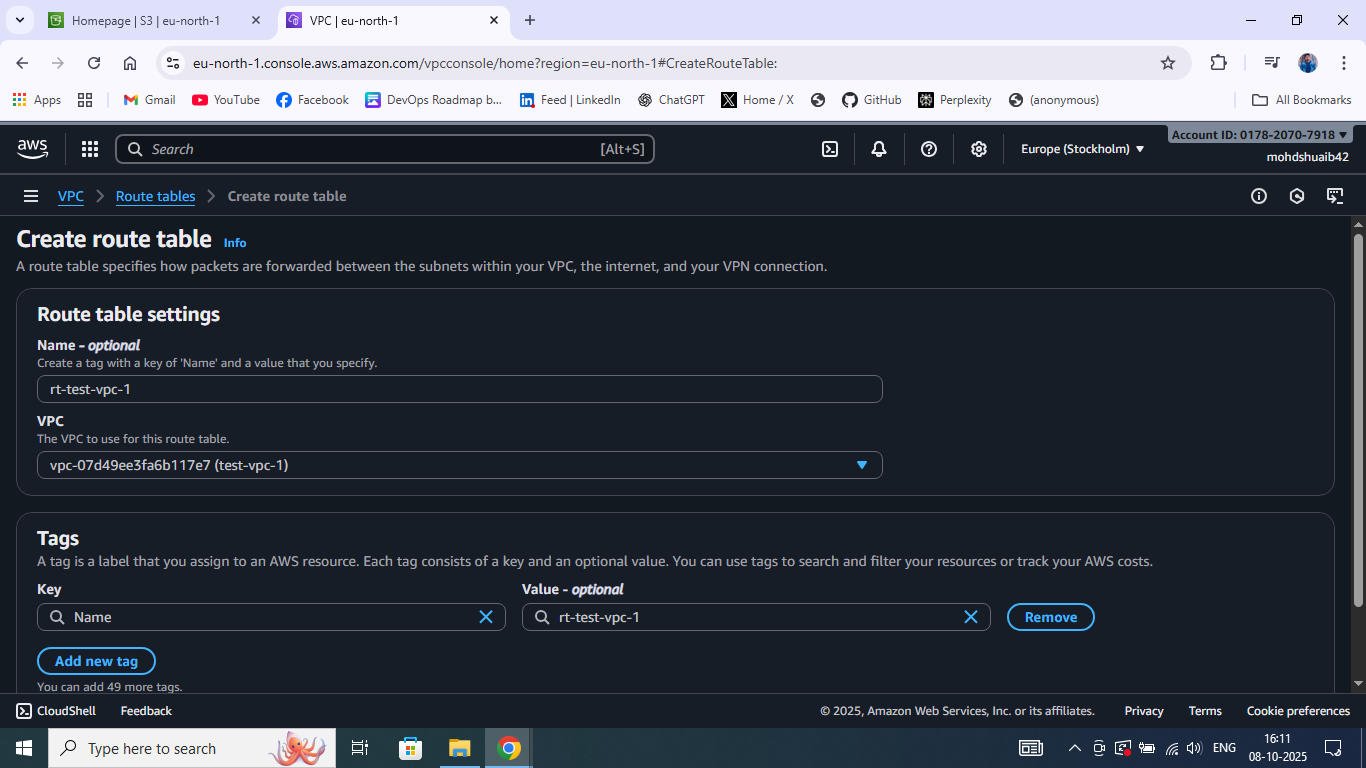 Homepage | S3 | eu-north-1
VPC | eu-north-1
eu-north-1.console.aws.amazon.com/vpcconsole/home?region=eu-north-1#CreateRouteTable:
Apps Gmail YouTube Facebook DevOps Roadmap b... Feed | LinkedIn ChatGPT Home / X GitHub Perplexity (anonymous) All Bookmarks
aws Search [Alt+S] Europe (Stockholm) Account ID: 0178-2070-7918
mohdshuaib42
VPC Route tables Create route table
Create route table Info
A route table specifies how packets are forwarded between the subnets within your VPC, the internet, and your VPN connection.
Route table settings
Name - optional
Create a tag with a key of 'Name' and a value that you specify.
rt-test-vpc-1
VPC
The VPC to use for this route table.
vpc-07d49ee3fa6b117e7 (test-vpc-1)
Tags
A tag is a label that you assign to an AWS resource. Each tag consists of a key and an optional value. You can use tags to search and filter your resources or track your AWS costs.
Key Value - optional
Name rt-test-vpc-1 Remove
Add new tag
You can add 49 more tags.
CloudShell Feedback © 2025, Amazon Web Services, Inc. or its affiliates. Privacy Terms Cookie preferences
Type here to search ENG 16:11
08-10-2025